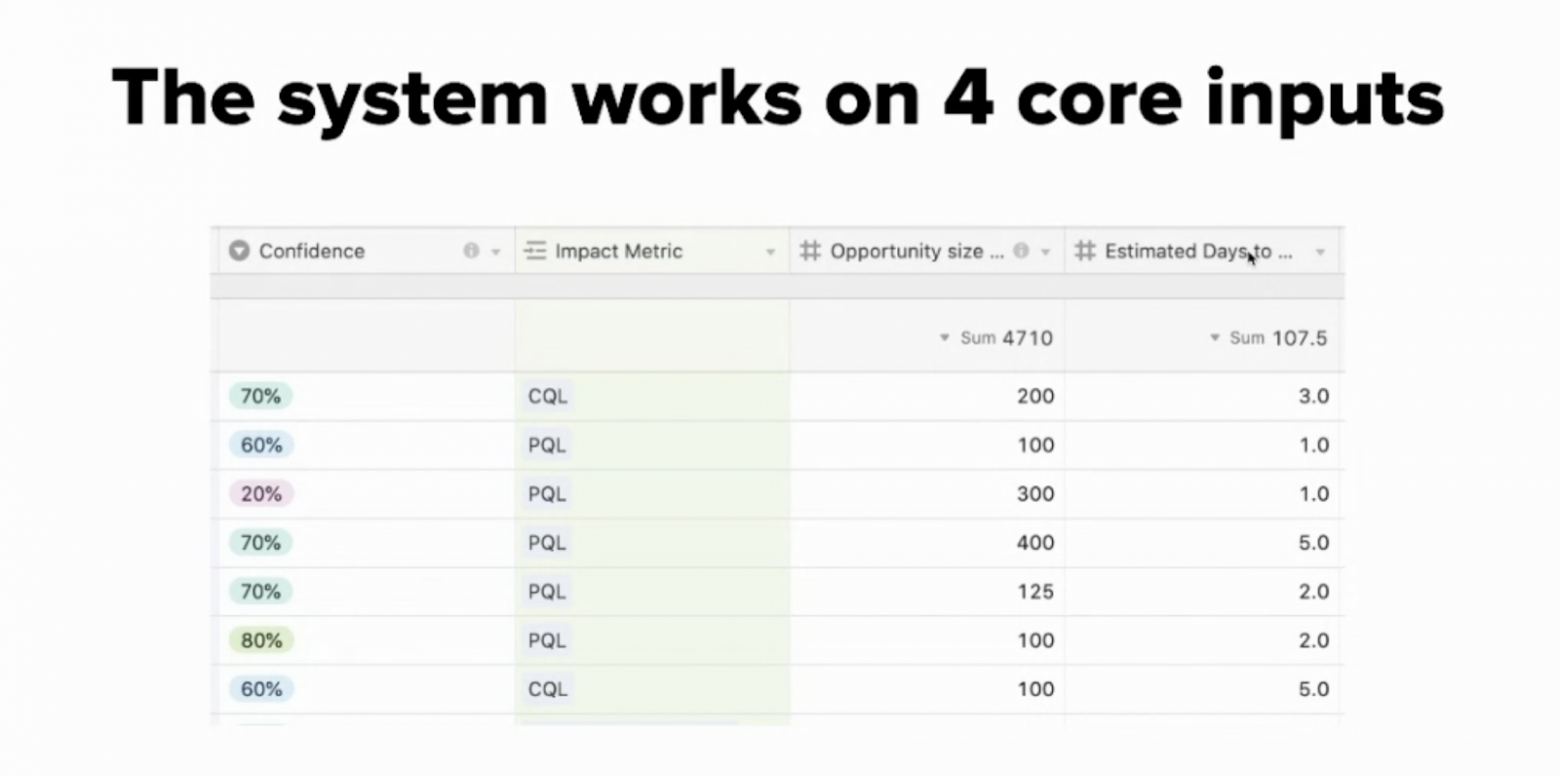 The system works on 4 core inputs
Confidence Impact Metric Opportunity size ... Estimated Days to ...
Sum 4710 Sum 107.5
70% CQL 200 3.0
60% PQL 100 1.0
20% PQL 300 1.0
70% PQL 400 5.0
70% PQL 125 2.0
80% PQL 100 2.0
60% CQL 100 5.0